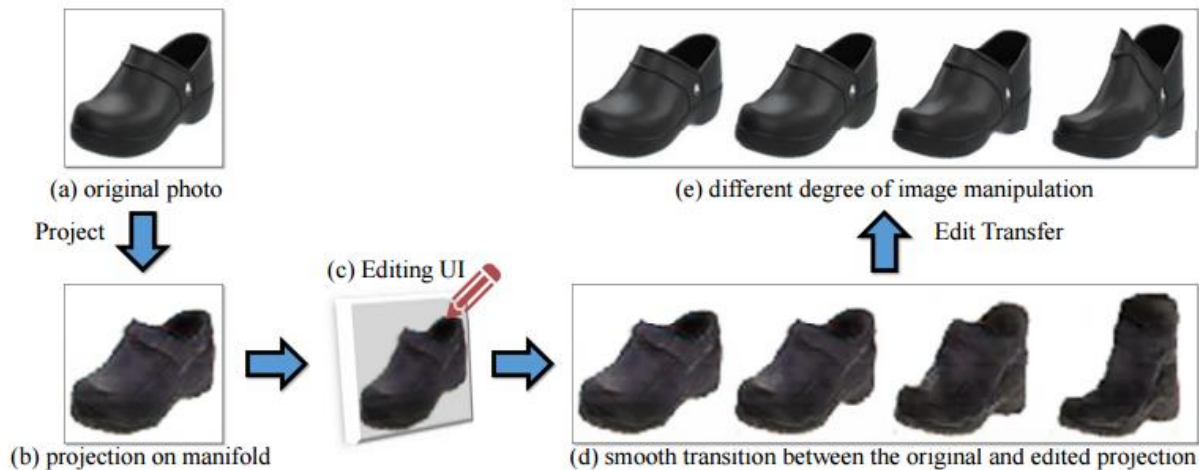 (a) original photo
(e) different degree of image manipulation
Project
Edit Transfer
(c) Editing UI
(b) projection on manifold
(d) smooth transition between the original and edited projection